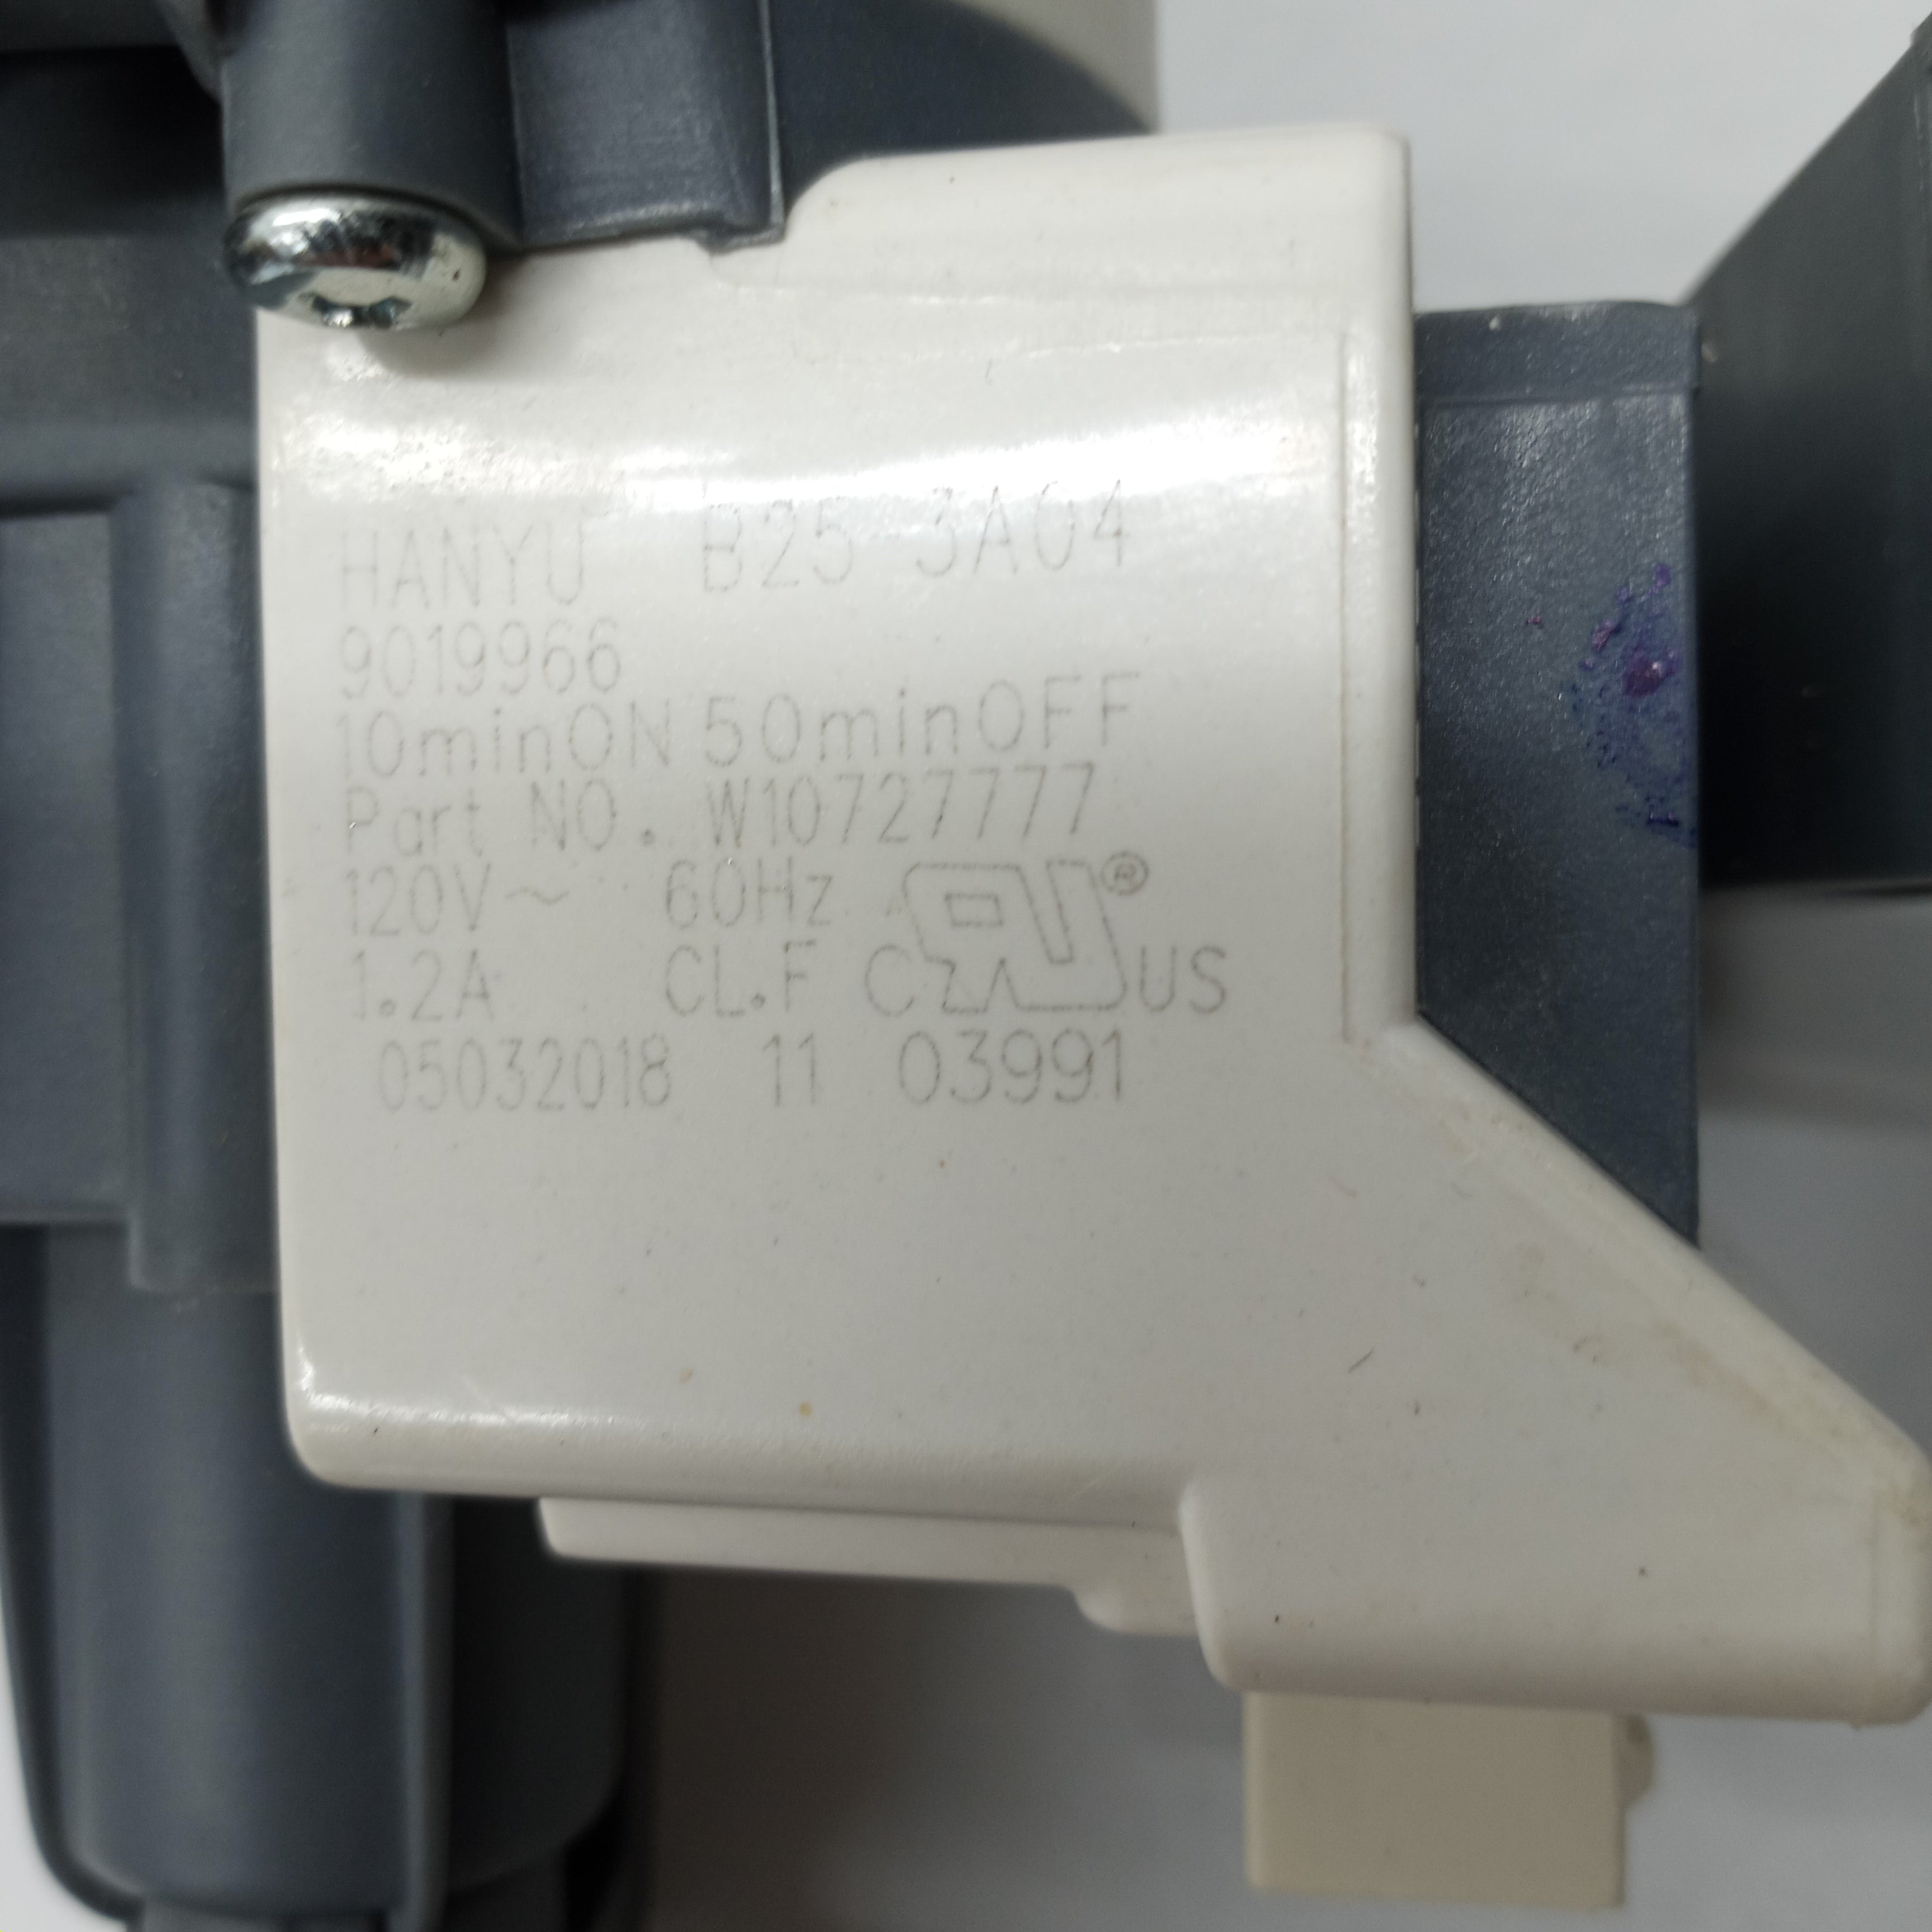 HANYU B25-3A04
9019966
10minON 50minOFF
Part NO. W10727777
120V~ 60Hz ®
1.2A CL.F C US
05032018 11 03991